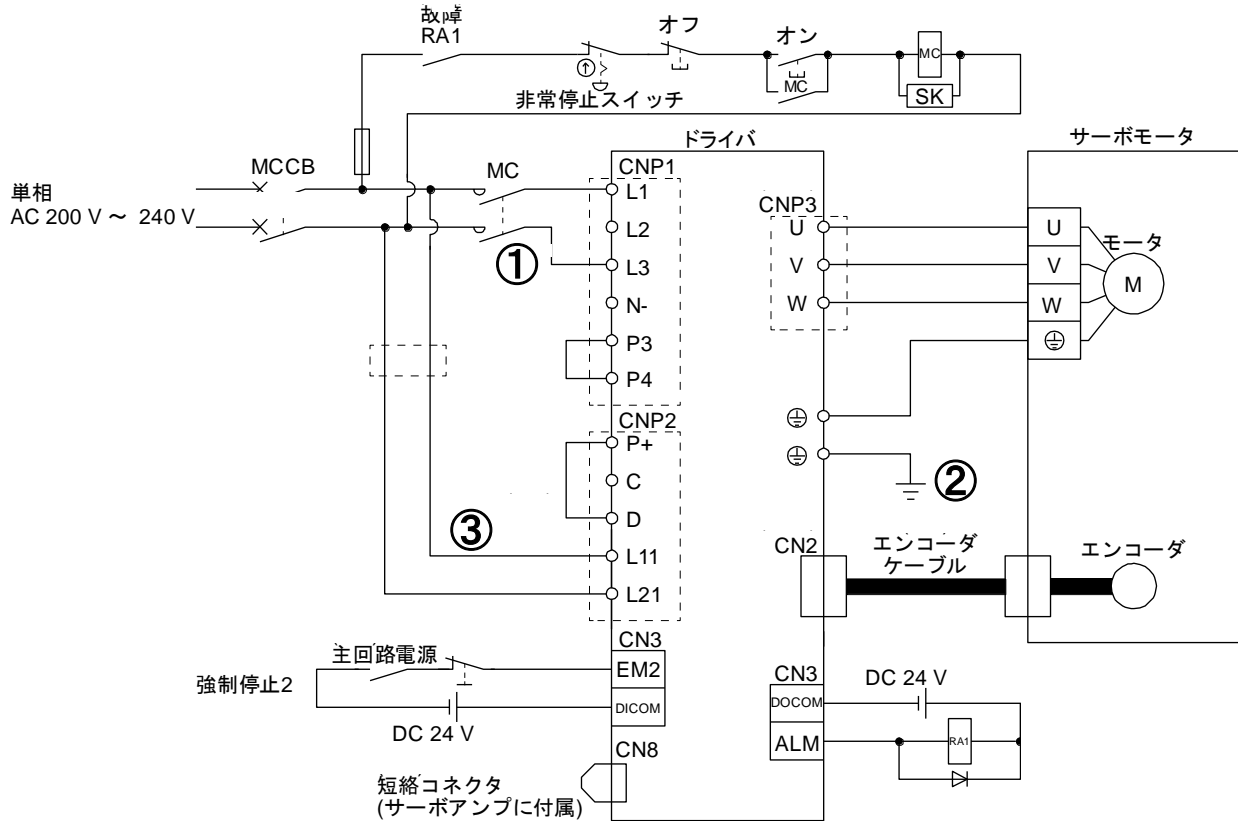 故障
RA1
オフ
オン
MC
MC
SK
非常停止スイッチ
ドライバ
サーボモータ
MCCB
MC
CNP1
単相
AC 200 V ～ 240 V
L1
L2
L3
N-
P3
P4
①
CNP3
U
V
W
U
V
W
モータ
M
CNP2
P+
C
D
L11
L21
②
③
CN2
エンコーダ
ケーブル
エンコーダ
CN3
主回路電源
EM2
強制停止2
DICOM
DC 24 V
CN3
DC 24 V
DOCOM
ALM
RA1
CN8
短絡コネクタ
(サーボアンプに付属)